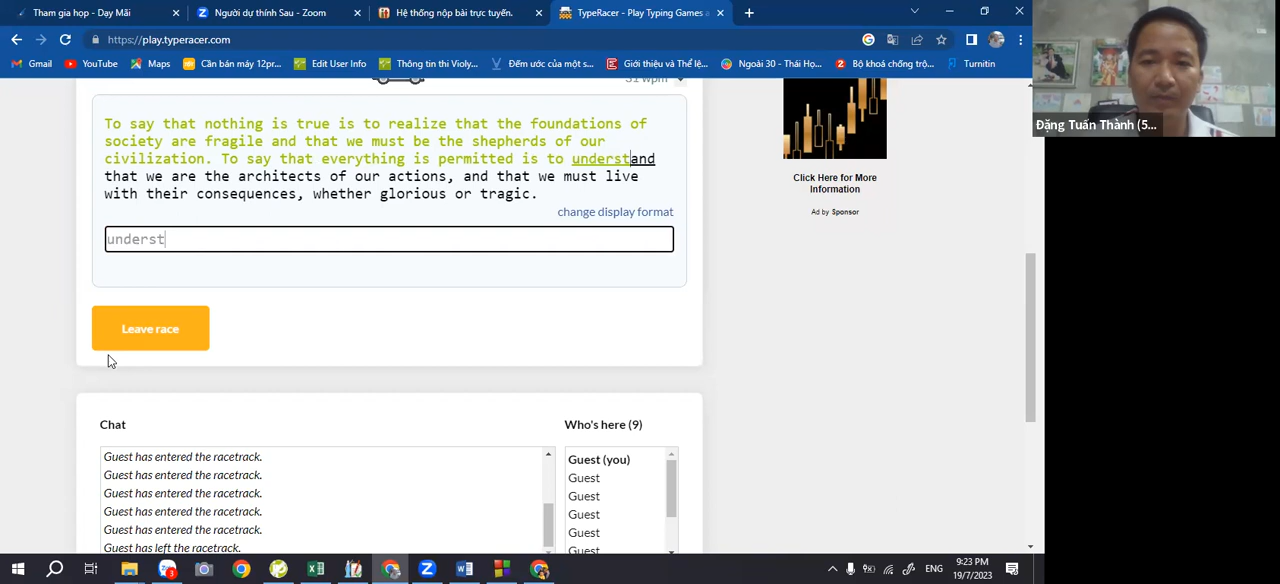 Tham gia họp - Dạy Mãi
Người dự thính Sau - Zoom
Hệ thống nộp bài trực tuyến.
TypeRacer - Play Typing Games a
https://play.typeracer.com
Gmail
YouTube
Maps
Cần bán máy 12pr...
Edit User Info
Thông tin thi Violy...
Đếm ước của một s...
Giới thiệu và Thể lệ...
Ngoài 30 - Thái Họ...
Bộ khoá chống trộ...
Turnitin
Đặng Tuấn Thành (5...
31 wpm
To say that nothing is true is to realize that the foundations of
society are fragile and that we must be the shepherds of our
civilization. To say that everything is permitted is to understand
that we are the architects of our actions, and that we must live
with their consequences, whether glorious or tragic.
change display format
underst
Click Here for More
Information
Ad by Sponsor
Leave race
Chat
Who's here (9)
Guest has entered the racetrack.
Guest has entered the racetrack.
Guest has entered the racetrack.
Guest has entered the racetrack.
Guest has entered the racetrack.
Guest has left the racetrack.
Guest (you)
Guest
Guest
Guest
Guest
Guest
3
ENG
9:23 PM
19/7/2023